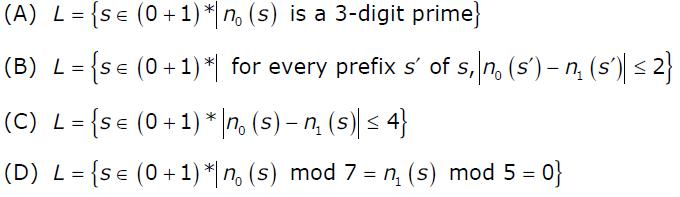 (A) L = {s ∈ (0 + 1)* | n₀ (s) is a 3-digit prime}
(B) L = {s ∈ (0 + 1)* | for every prefix s' of s, |n₀ (s') − n₁ (s')| ≤ 2}
(C) L = {s ∈ (0 + 1)* |n₀ (s) − n₁ (s)| ≤ 4}
(D) L = {s ∈ (0 + 1)* | n₀ (s) mod 7 = n₁ (s) mod 5 = 0}